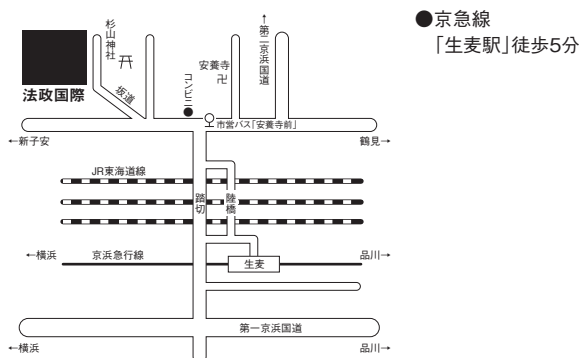 ●京急線
「生麦駅」徒歩5分
↑第二京浜国道
杉山神社
安養寺
卍
コンビニ
坂道
法政国際
市営バス「安養寺前」
←新子安
鶴見→
JR東海道線
踏切
陸橋
←横浜
京浜急行線
生麦
品川→
第一京浜国道
←横浜
品川→